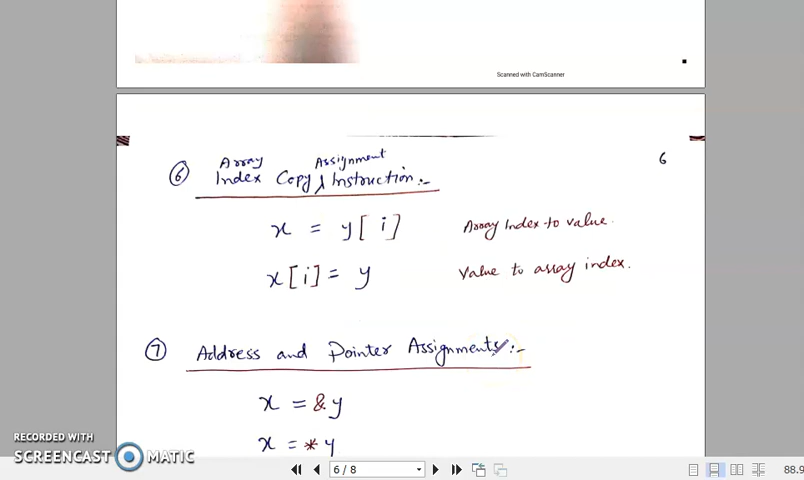 Scanned with CamScanner
6
Array Assignment
⑥ Index Copy ⅄ Instruction :-
x = y[ i ] Array Index to value.
x[i] = y Value to array index.
⑦ Address and Pointer Assignments :-
x = & y
x = * y
RECORDED WITH
SCREENCAST MATIC
6 / 8
88.9